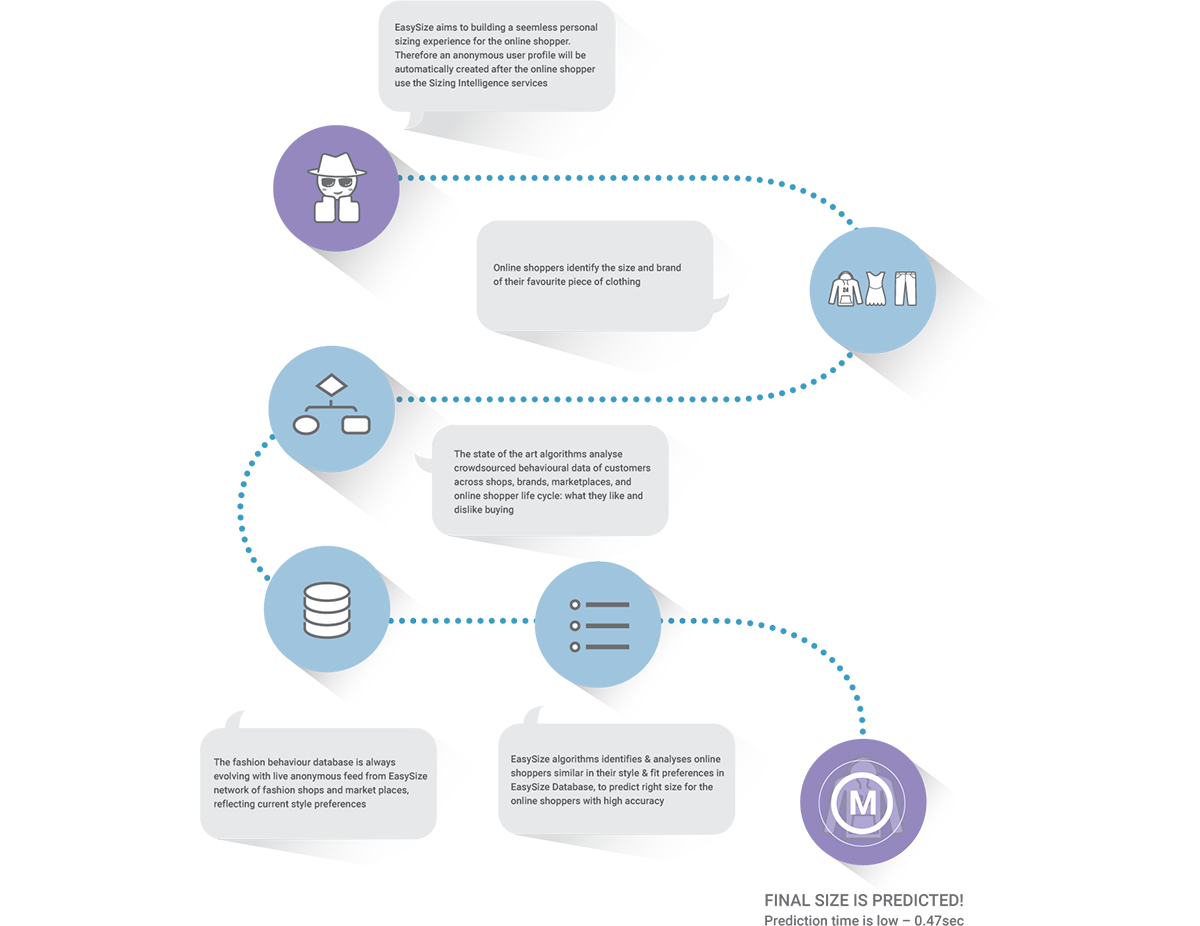 EasySize aims to building a seemless personal
sizing experience for the online shopper.
Therefore an anonymous user profile will be
automatically created after the online shopper
use the Sizing Intelligence services
Online shoppers identify the size and brand
of their favourite piece of clothing
24
The state of the art algorithms analyse
crowdsourced behavioural data of customers
across shops, brands, marketplaces, and
online shopper life cycle: what they like and
dislike buying
The fashion behaviour database is always
evolving with live anonymous feed from EasySize
network of fashion shops and market places,
reflecting current style preferences
EasySize algorithms identifies & analyses online
shoppers similar in their style & fit preferences in
EasySize Database, to predict right size for the
online shoppers with high accuracy
M
FINAL SIZE IS PREDICTED!
Prediction time is low – 0.47sec